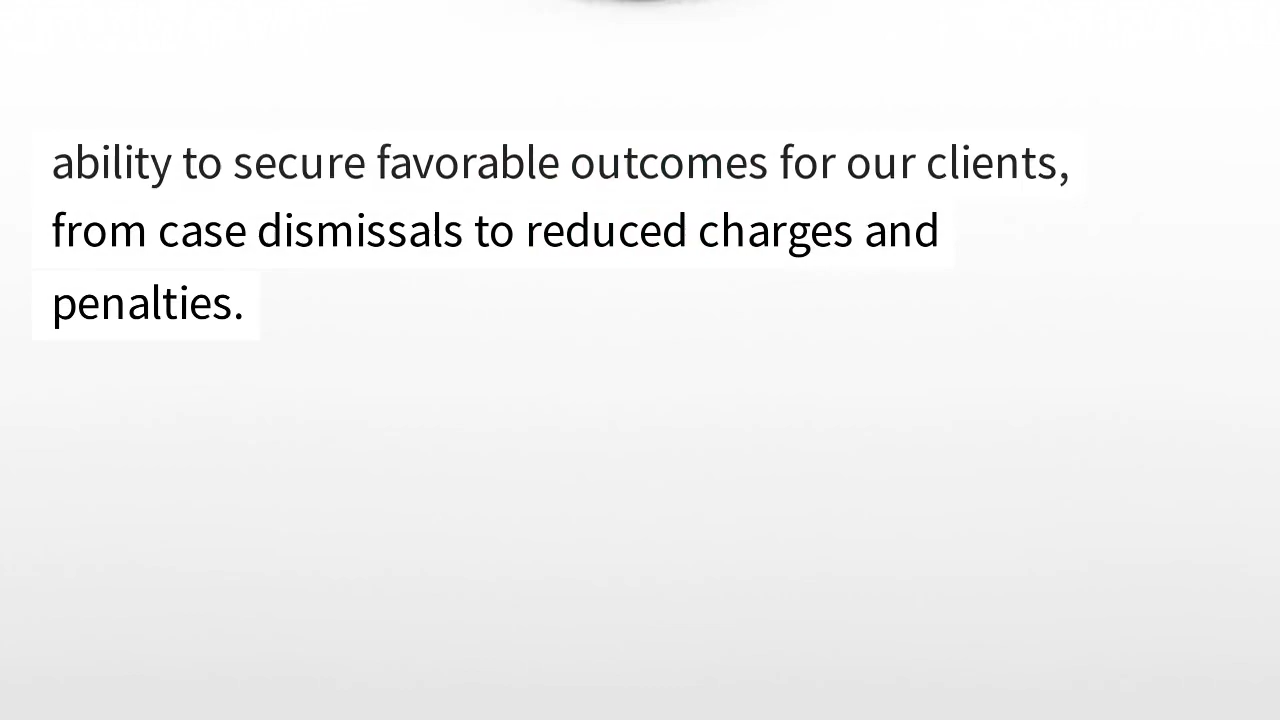 ability to secure favorable outcomes for our clients,
from case dismissals to reduced charges and
penalties.